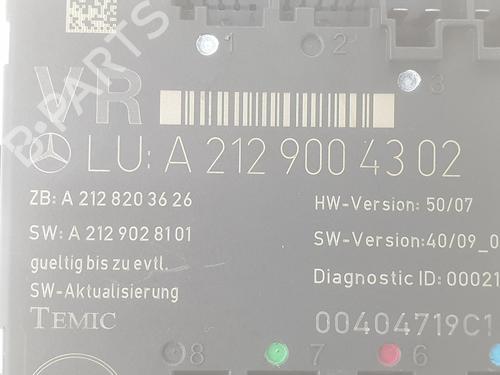 1 2 3
B-PARTS
VR
LU: A 212 900 43 02
ZB: A 212 820 36 26
HW-Version: 50/07
SW: A 212 902 81 01
SW-Version:40/09_0
gueltig bis zu evtl.
Diagnostic ID: 00021
SW-Aktualisierung
TEMIC
00404719C1
8 7 6